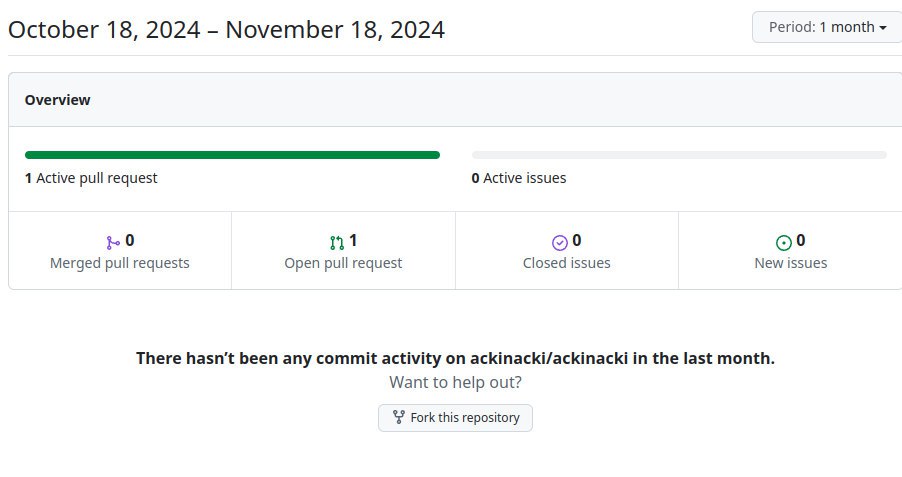 October 18, 2024 – November 18, 2024
Period: 1 month
Overview
1 Active pull request
0 Active issues
0
Merged pull requests
1
Open pull request
0
Closed issues
0
New issues
There hasn’t been any commit activity on ackinacki/ackinacki in the last month.
Want to help out?
Fork this repository